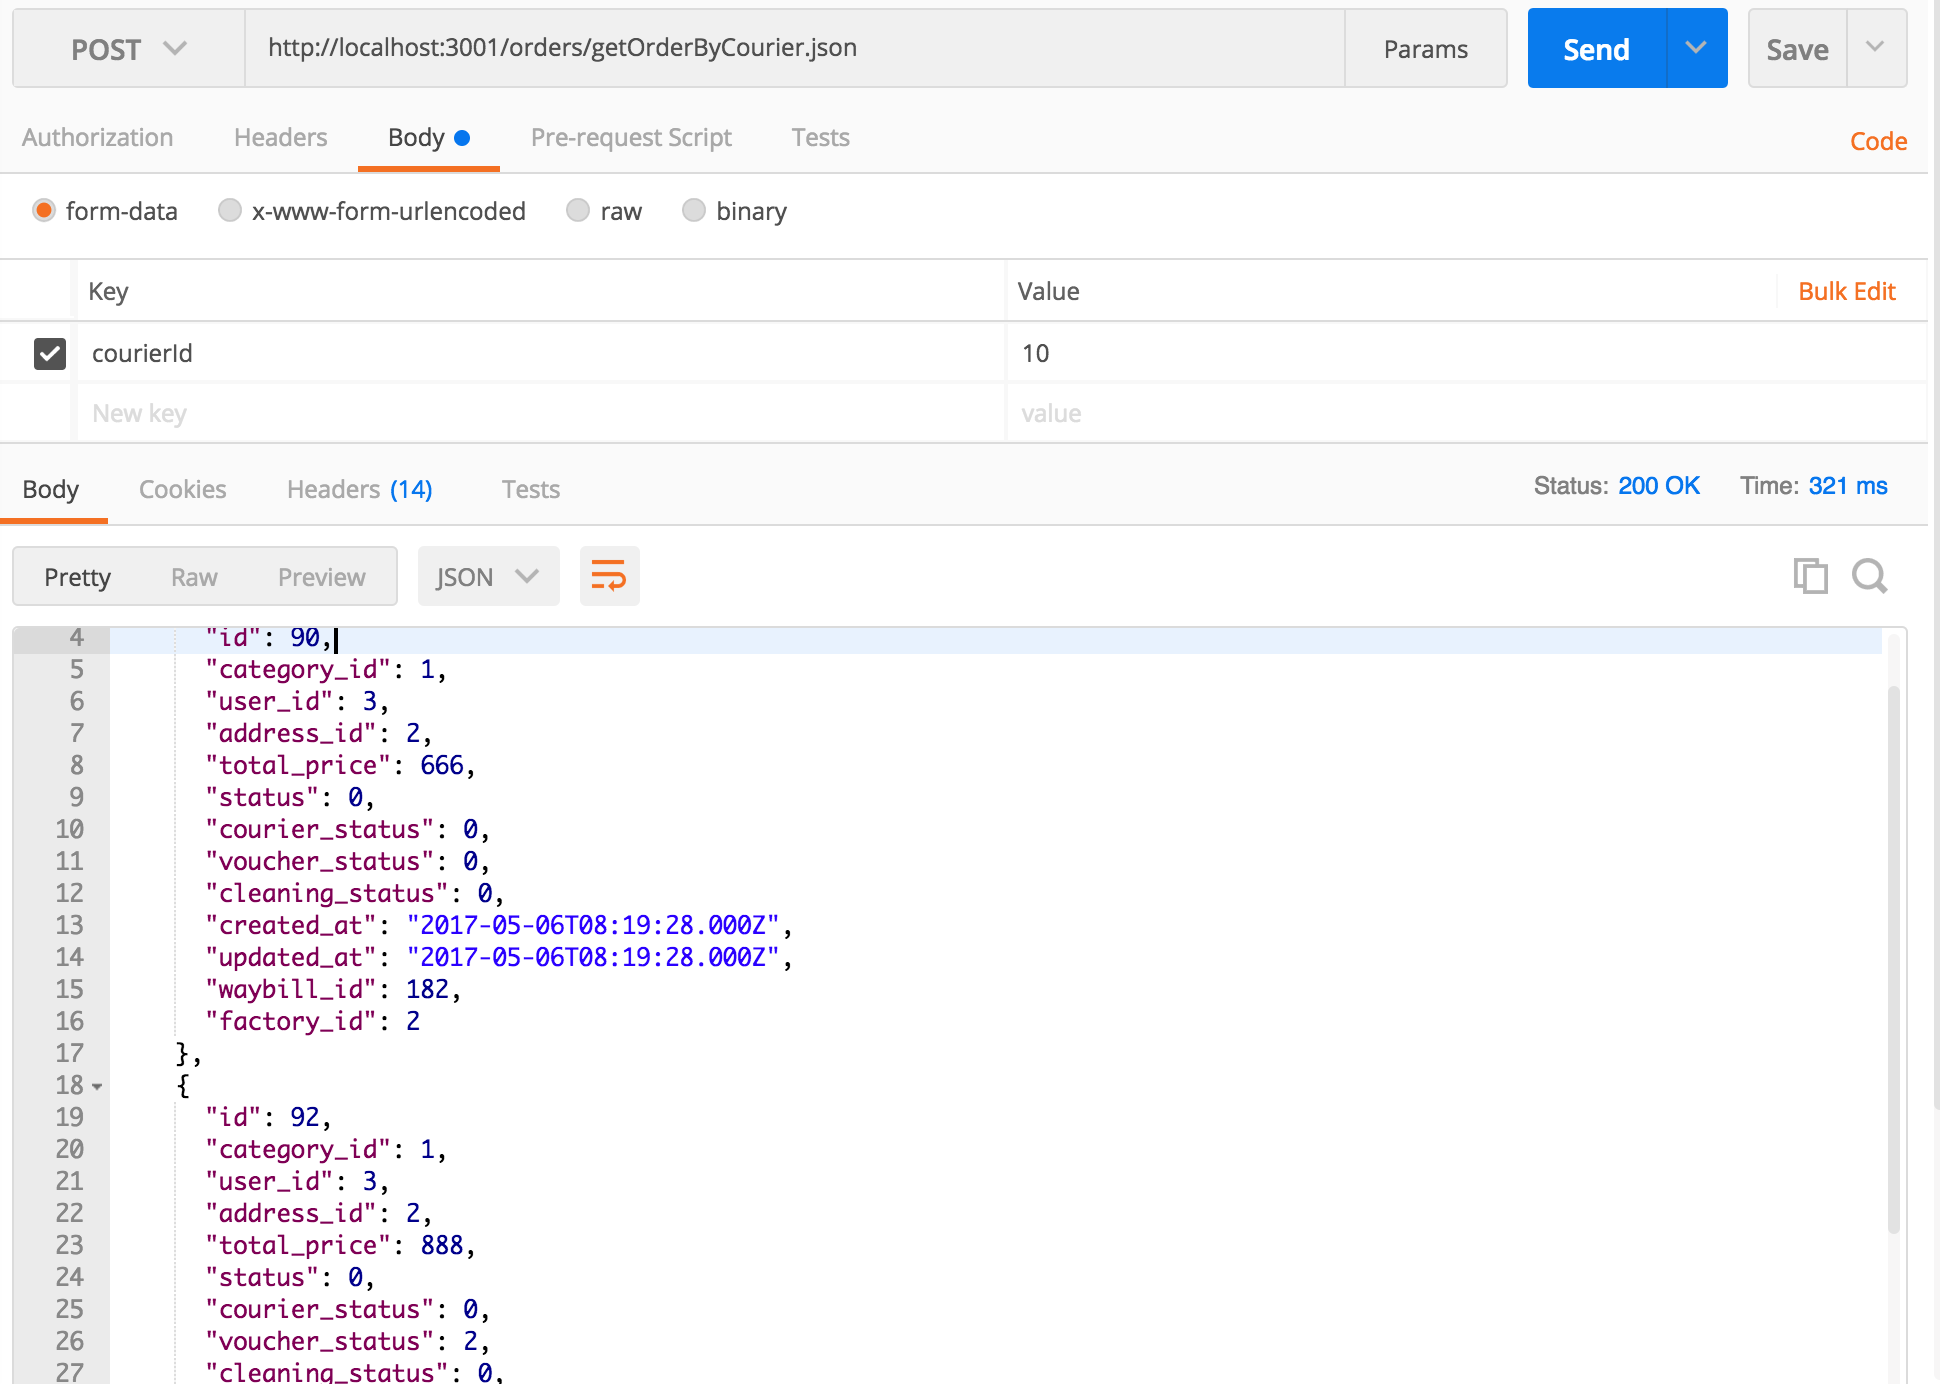 POST http://localhost:3001/orders/getOrderByCourier.json Params Send Save
Authorization Headers Body Pre-request Script Tests Code
form-data x-www-form-urlencoded raw binary
Key Value Bulk Edit
courierId 10
New key value
Body Cookies Headers (14) Tests Status: 200 OK Time: 321 ms
Pretty Raw Preview JSON
4 "id": 90,
5 "category_id": 1,
6 "user_id": 3,
7 "address_id": 2,
8 "total_price": 666,
9 "status": 0,
10 "courier_status": 0,
11 "voucher_status": 0,
12 "cleaning_status": 0,
13 "created_at": "2017-05-06T08:19:28.000Z",
14 "updated_at": "2017-05-06T08:19:28.000Z",
15 "waybill_id": 182,
16 "factory_id": 2
17 },
18 {
19 "id": 92,
20 "category_id": 1,
21 "user_id": 3,
22 "address_id": 2,
23 "total_price": 888,
24 "status": 0,
25 "courier_status": 0,
26 "voucher_status": 2,
27 "cleaning_status": 0,